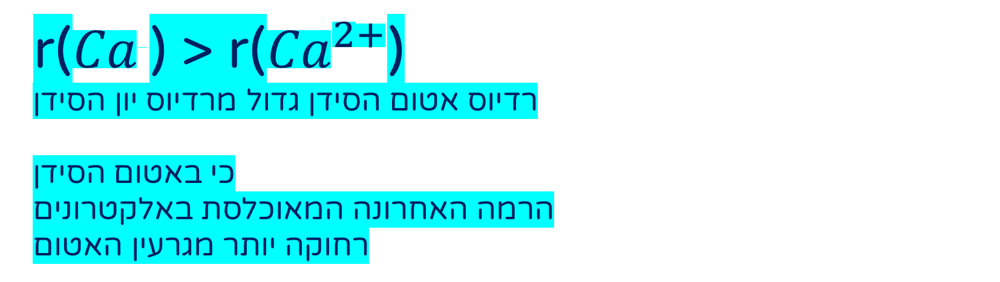 r(Ca) > r(Ca²⁺)
רדיוס אטום הסידן גדול מרדיוס יון הסידן
כי באטום הסידן
הרמה האחרונה המאוכלסת באלקטרונים
רחוקה יותר מגרעין האטום